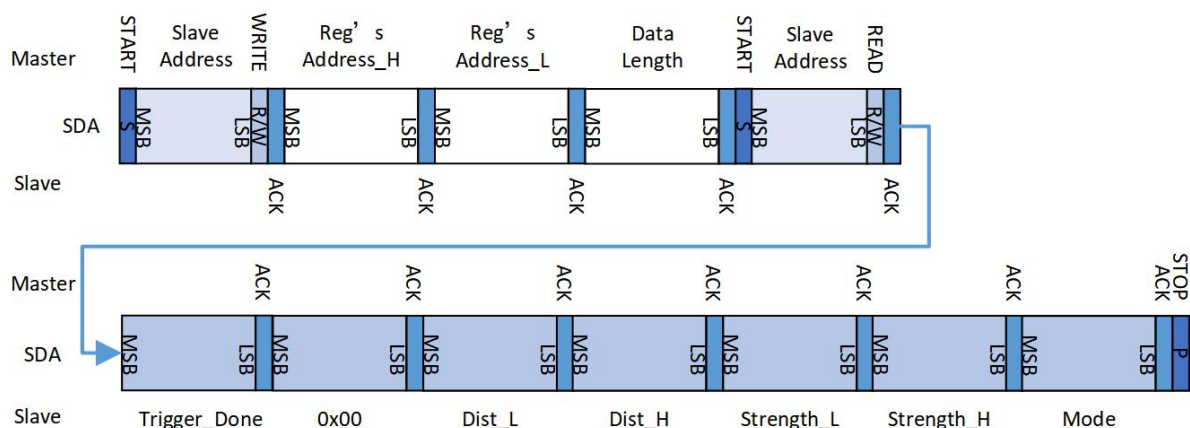 START
Slave
Address
WRITE
Reg's
Address_H
Reg's
Address_L
Data
Length
START
Slave
Address
READ
Master
SDA
S
MSB
LSB
R/W
MSB
LSB
MSB
LSB
MSB
LSB
S
MSB
LSB
R/W
Slave
ACK
ACK
ACK
ACK
ACK
Master
ACK
ACK
ACK
ACK
ACK
ACK
ACK
STOP
SDA
MSB
LSB
MSB
LSB
MSB
LSB
MSB
LSB
MSB
LSB
MSB
LSB
MSB
LSB
P
Slave
Trigger_Done
0x00
Dist_L
Dist_H
Strength_L
Strength_H
Mode